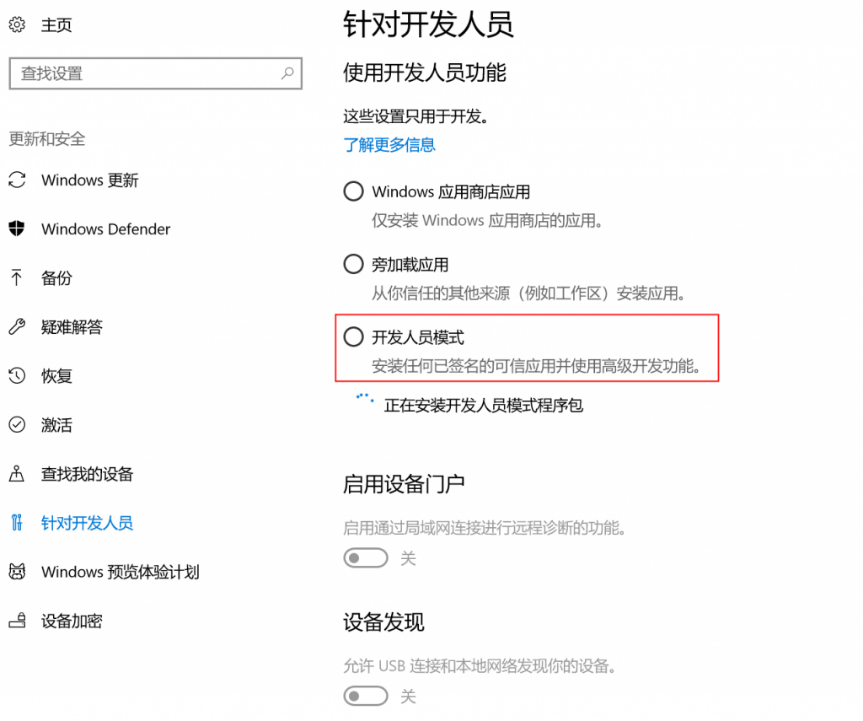 主页
查找设置
更新和安全
Windows 更新
Windows Defender
备份
疑难解答
恢复
激活
查找我的设备
针对开发人员
Windows 预览体验计划
设备加密
针对开发人员
使用开发人员功能
这些设置只用于开发。
了解更多信息
Windows 应用商店应用
仅安装 Windows 应用商店的应用。
旁加载应用
从你信任的其他来源（例如工作区）安装应用。
开发人员模式
安装任何已签名的可信应用并使用高级开发功能。
正在安装开发人员模式程序包
启用设备门户
启用通过局域网连接进行远程诊断的功能。
关
设备发现
允许 USB 连接和本地网络发现你的设备。
关